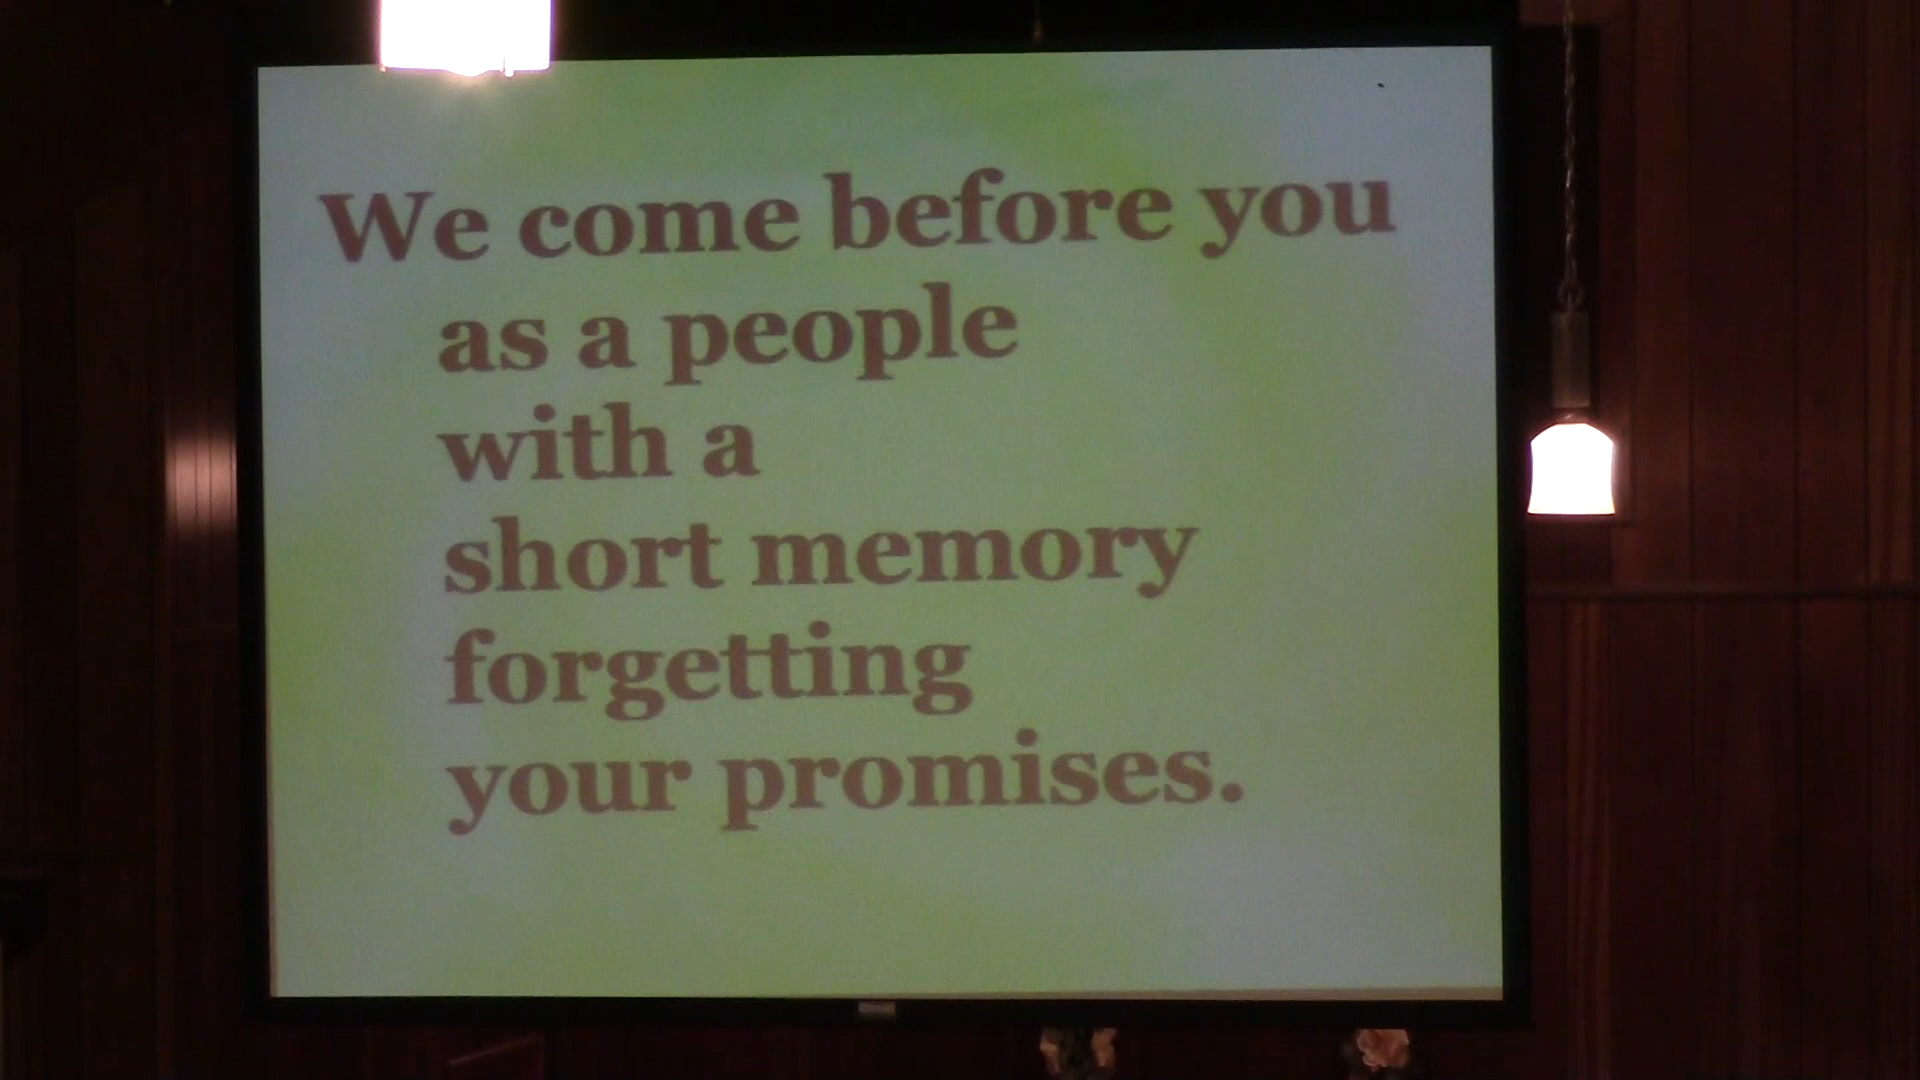 We come before you
as a people
with a
short memory
forgetting
your promises.